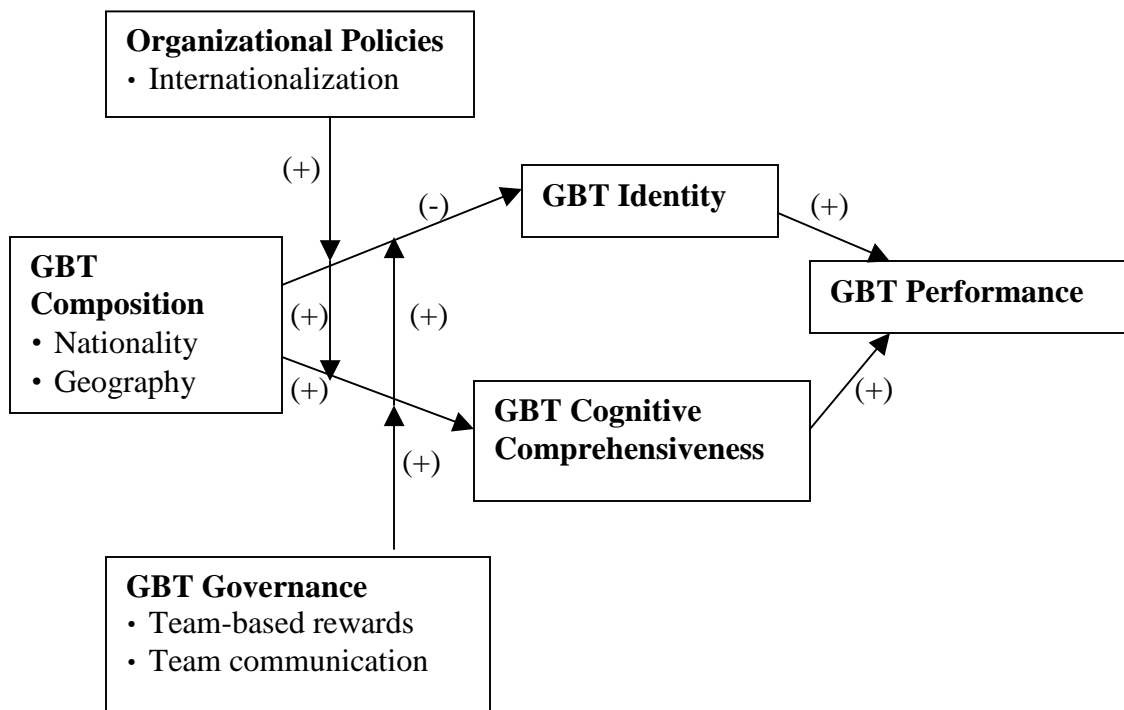 Organizational Policies
• Internationalization
(+)
(-)
GBT Identity
(+)
GBT
Composition
• Nationality
• Geography
(+)
(+)
GBT Performance
(+)
GBT Cognitive
Comprehensiveness
(+)
(+)
GBT Governance
• Team-based rewards
• Team communication